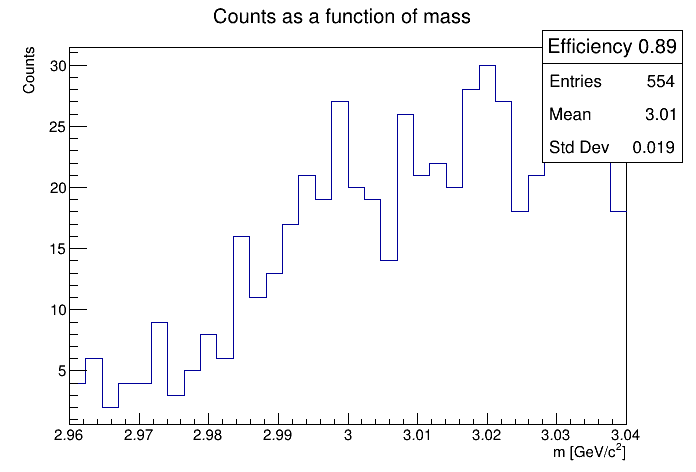 Counts as a function of mass
Efficiency 0.89
Entries 554
Mean 3.01
Std Dev 0.019
Counts
30
25
20
15
10
5
2.96 2.97 2.98 2.99 3 3.01 3.02 3.03 3.04
m [GeV/c²]